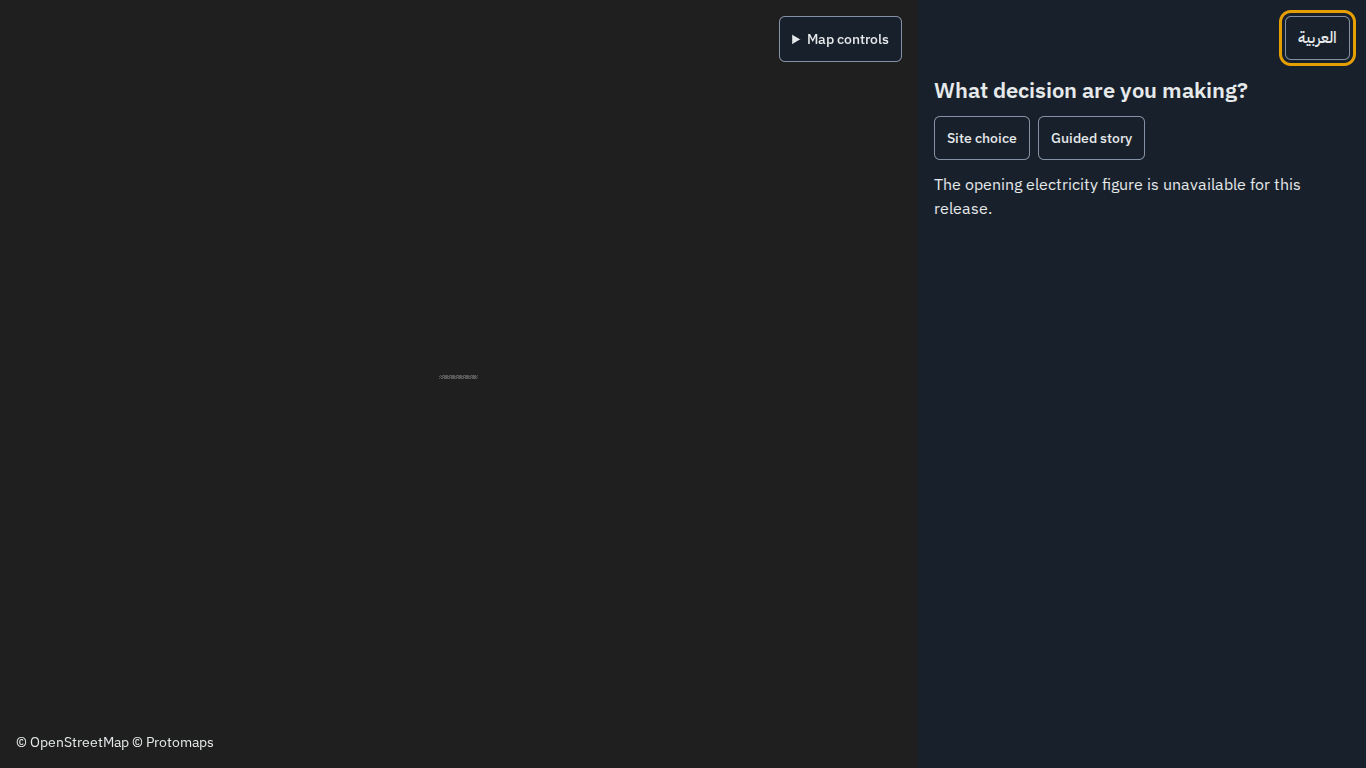 Map controls
العربية
What decision are you making?
Site choice
Guided story
The opening electricity figure is unavailable for this
release.
© OpenStreetMap © Protomaps